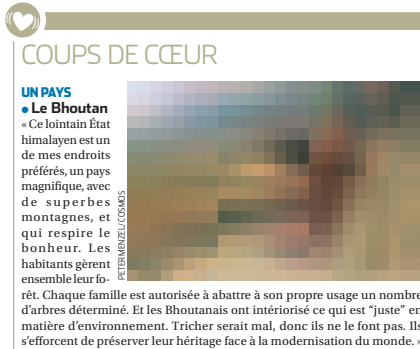 COUPS DE CŒUR
UN PAYS
• Le Bhoutan
« Ce lointain État
himalayen est un
de mes endroits
préférés, un pays
magnifique, avec
de superbes
montagnes, et
qui respire le
bonheur. Les
habitants gèrent
ensemble leur fo-
rêt. Chaque famille est autorisée à abattre à son propre usage un nombre
d’arbres déterminé. Et les Bhoutanais ont intériorisé ce qui est “juste” en
matière d’environnement. Tricher serait mal, donc ils ne le font pas. Ils
s’efforcent de préserver leur héritage face à la modernisation du monde. »
PETER MENZEL/COSMOS